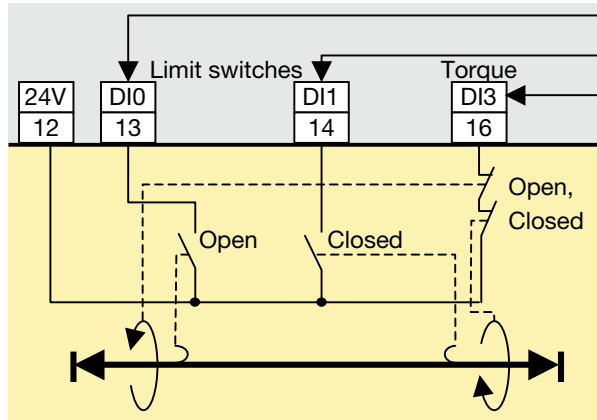 Limit switches
Torque
24V
DI0
DI1
DI3
12
13
14
16
Open,
Closed
Open
Closed